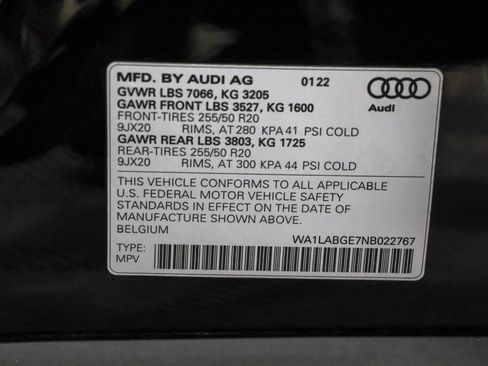 MFD. BY AUDI AG 0122
GVWR LBS 7066, KG 3205
GAWR FRONT LBS 3527, KG 1600
FRONT-TIRES 255/50 R20
9JX20 RIMS, AT 280 KPA 41 PSI COLD
GAWR REAR LBS 3803, KG 1725
REAR-TIRES 255/50 R20
9JX20 RIMS, AT 300 KPA 44 PSI COLD
Audi
THIS VEHICLE CONFORMS TO ALL APPLICABLE
U.S. FEDERAL MOTOR VEHICLE SAFETY
STANDARDS IN EFFECT ON THE DATE OF
MANUFACTURE SHOWN ABOVE.
BELGIUM
WA1LABGE7NB022767
TYPE:
MPV